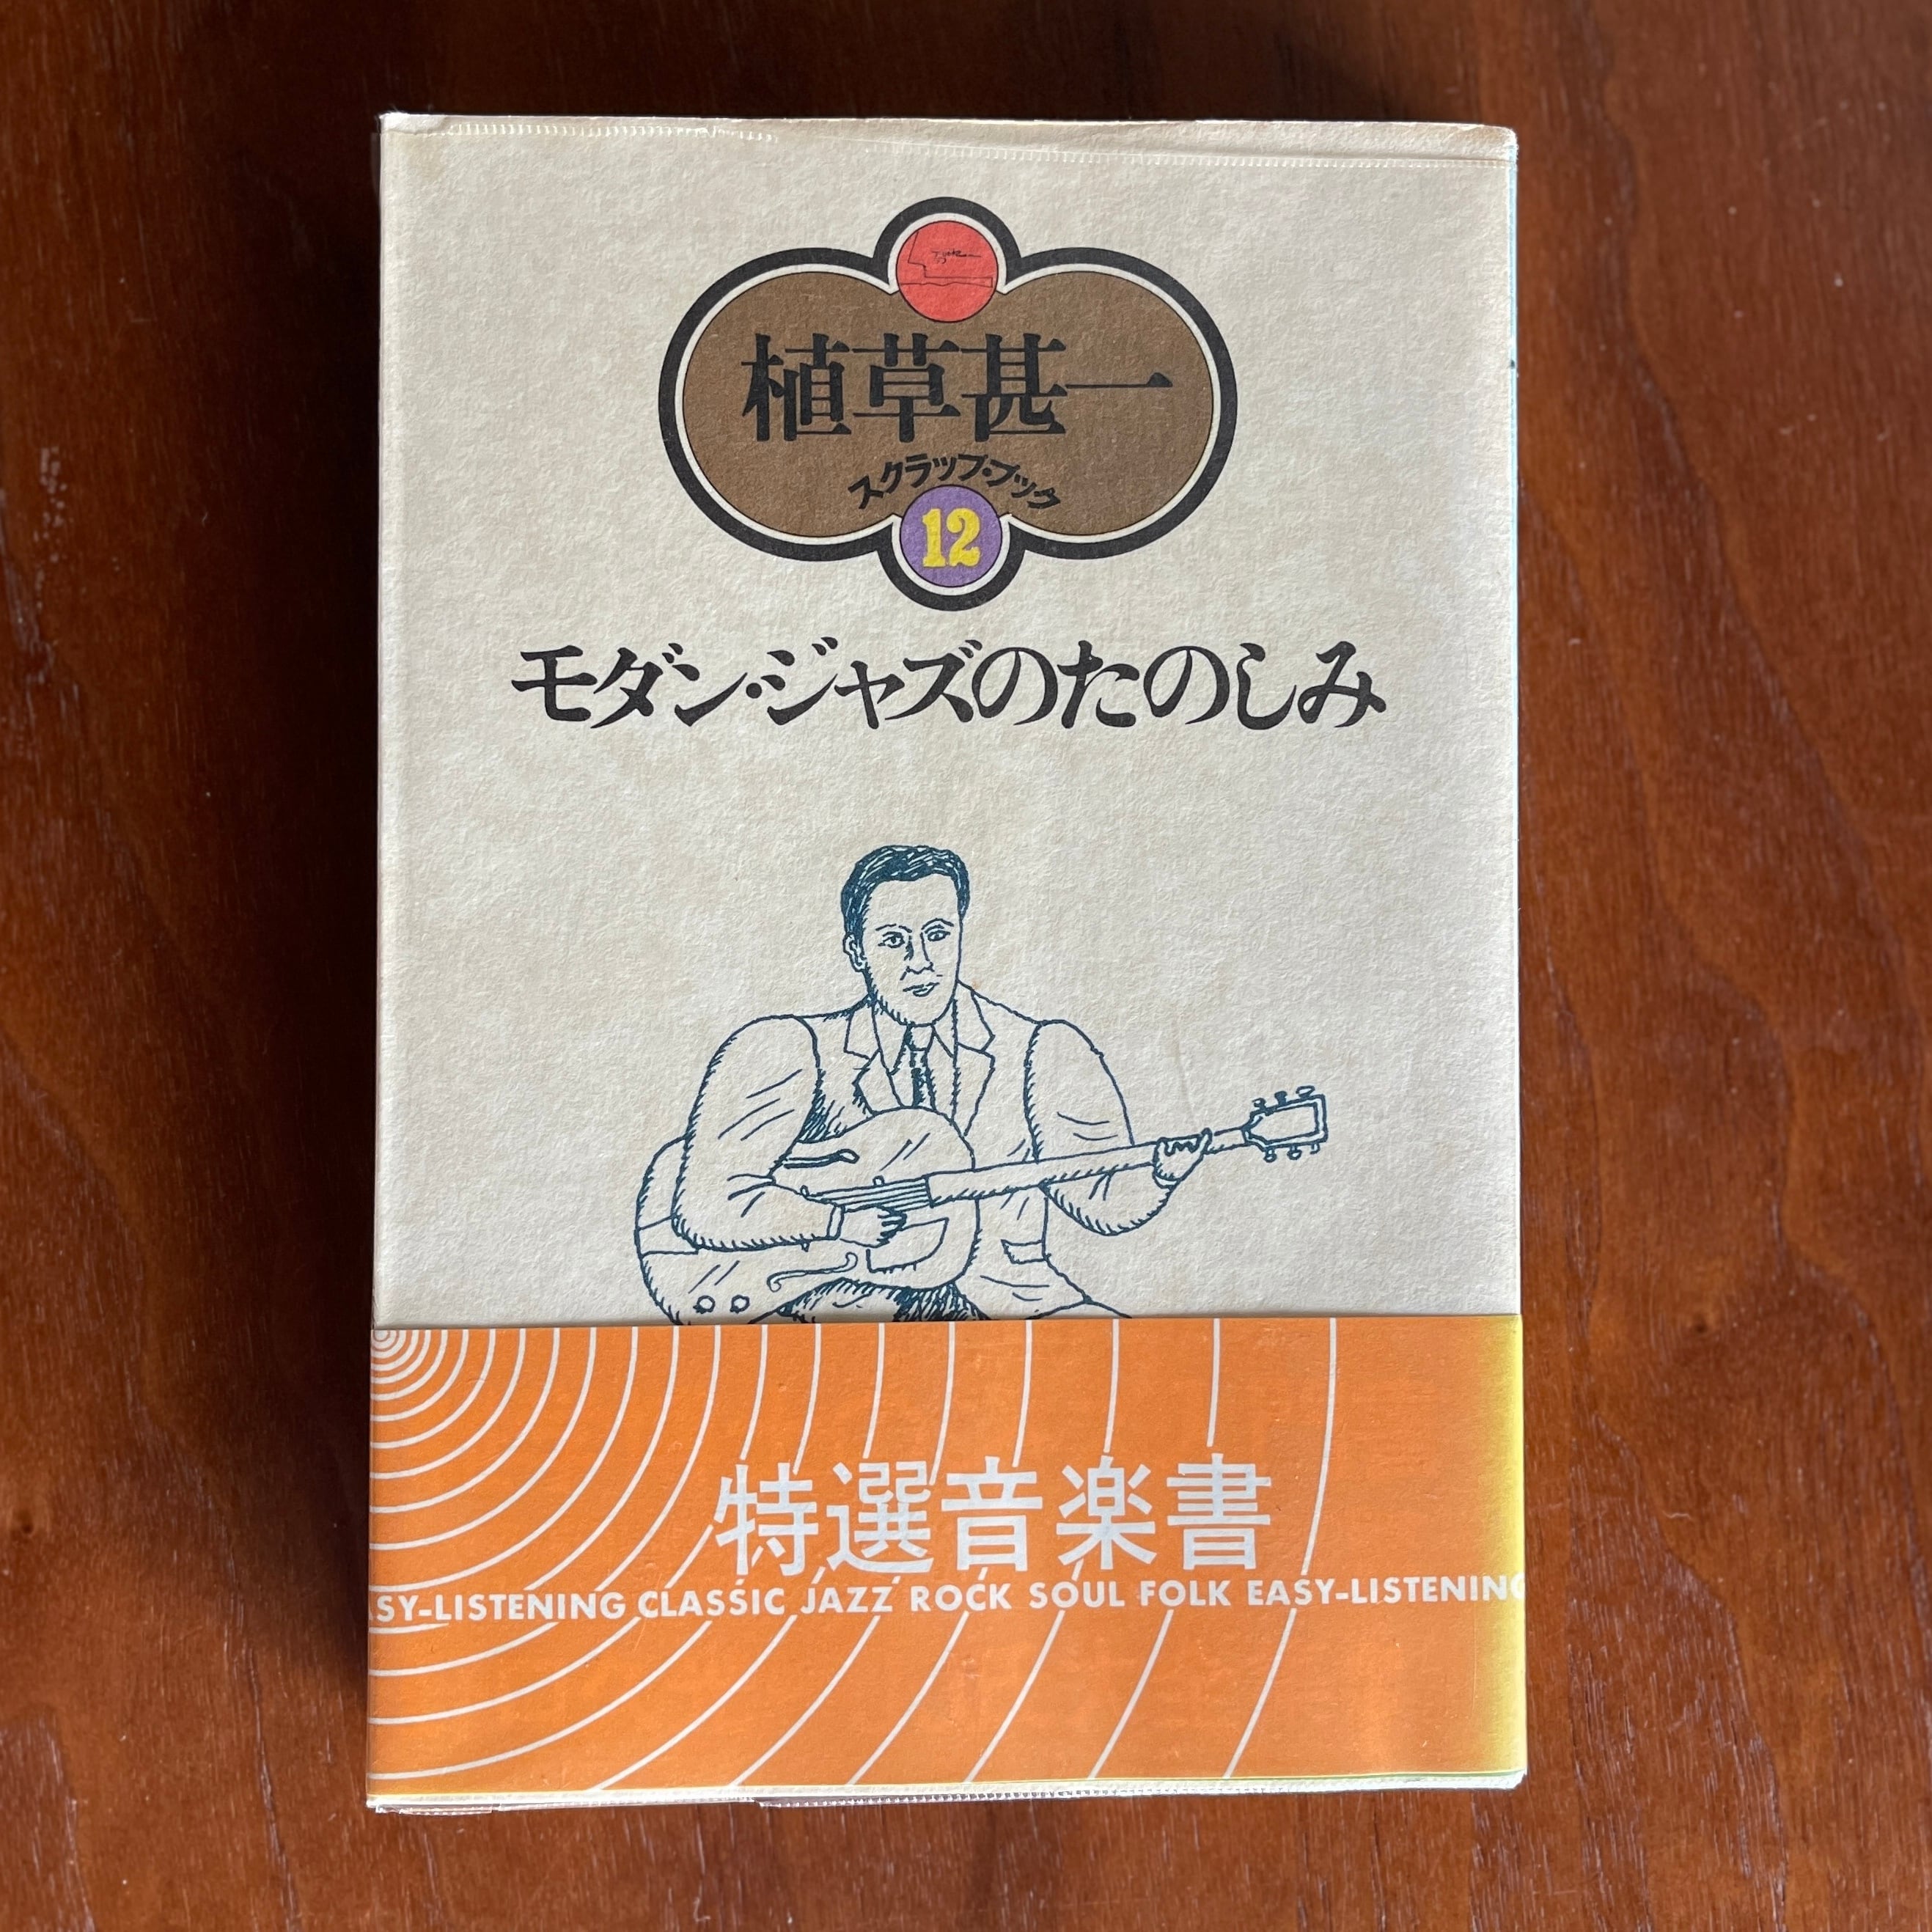 植草甚一
スクラップ・ブック
12
モダン・ジャズのたのしみ
特選音楽書
SY-LISTENING CLASSIC JAZZ ROCK SOUL FOLK EASY-LISTENING